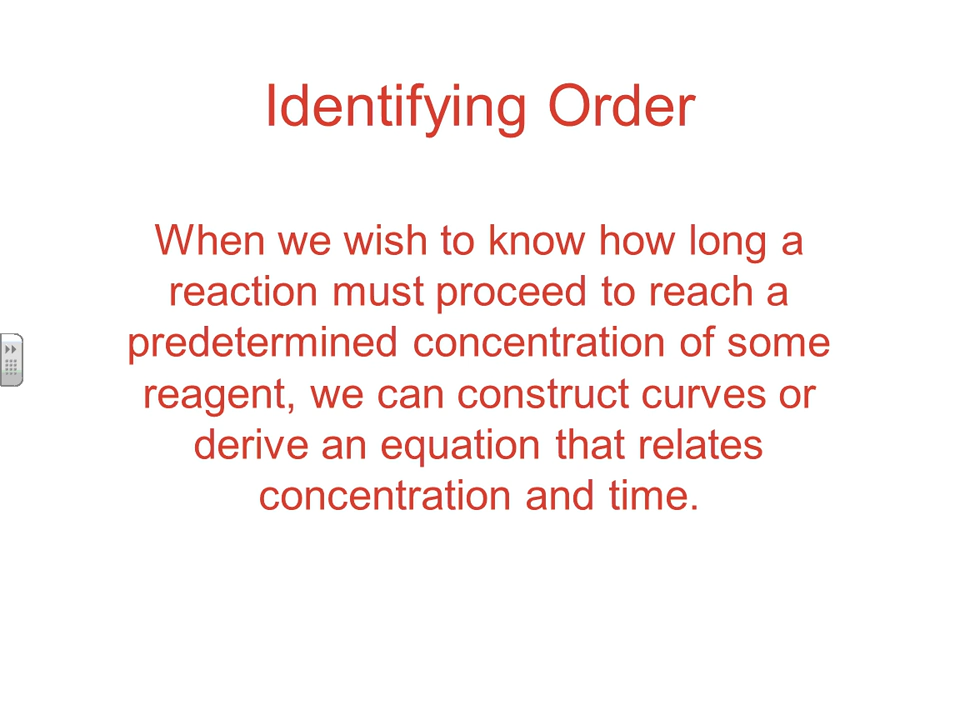 Identifying Order
When we wish to know how long a
reaction must proceed to reach a
predetermined concentration of some
reagent, we can construct curves or
derive an equation that relates
concentration and time.